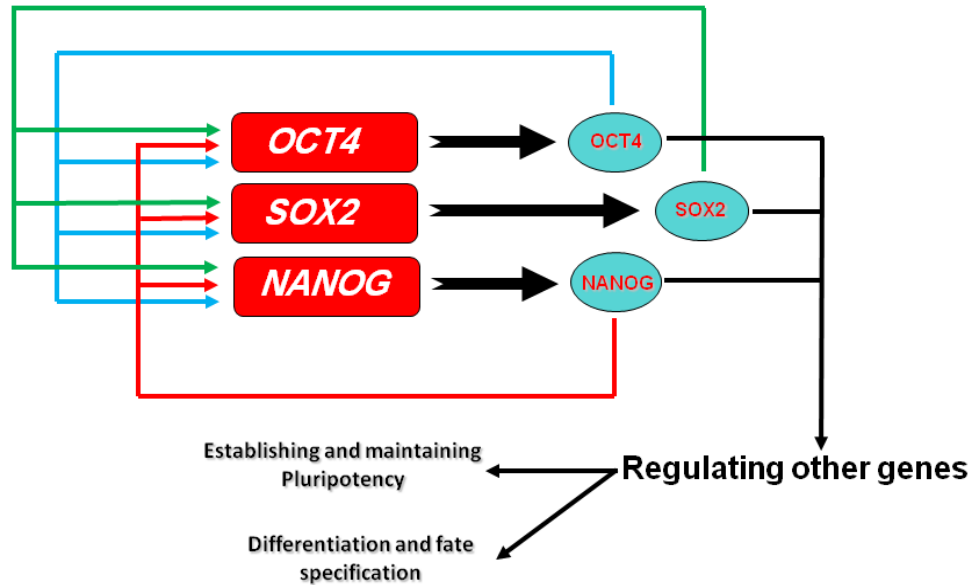 OCT4
OCT4
SOX2
SOX2
NANOG
NANOG
Establishing and maintaining
Pluripotency
Regulating other genes
Differentiation and fate
specification